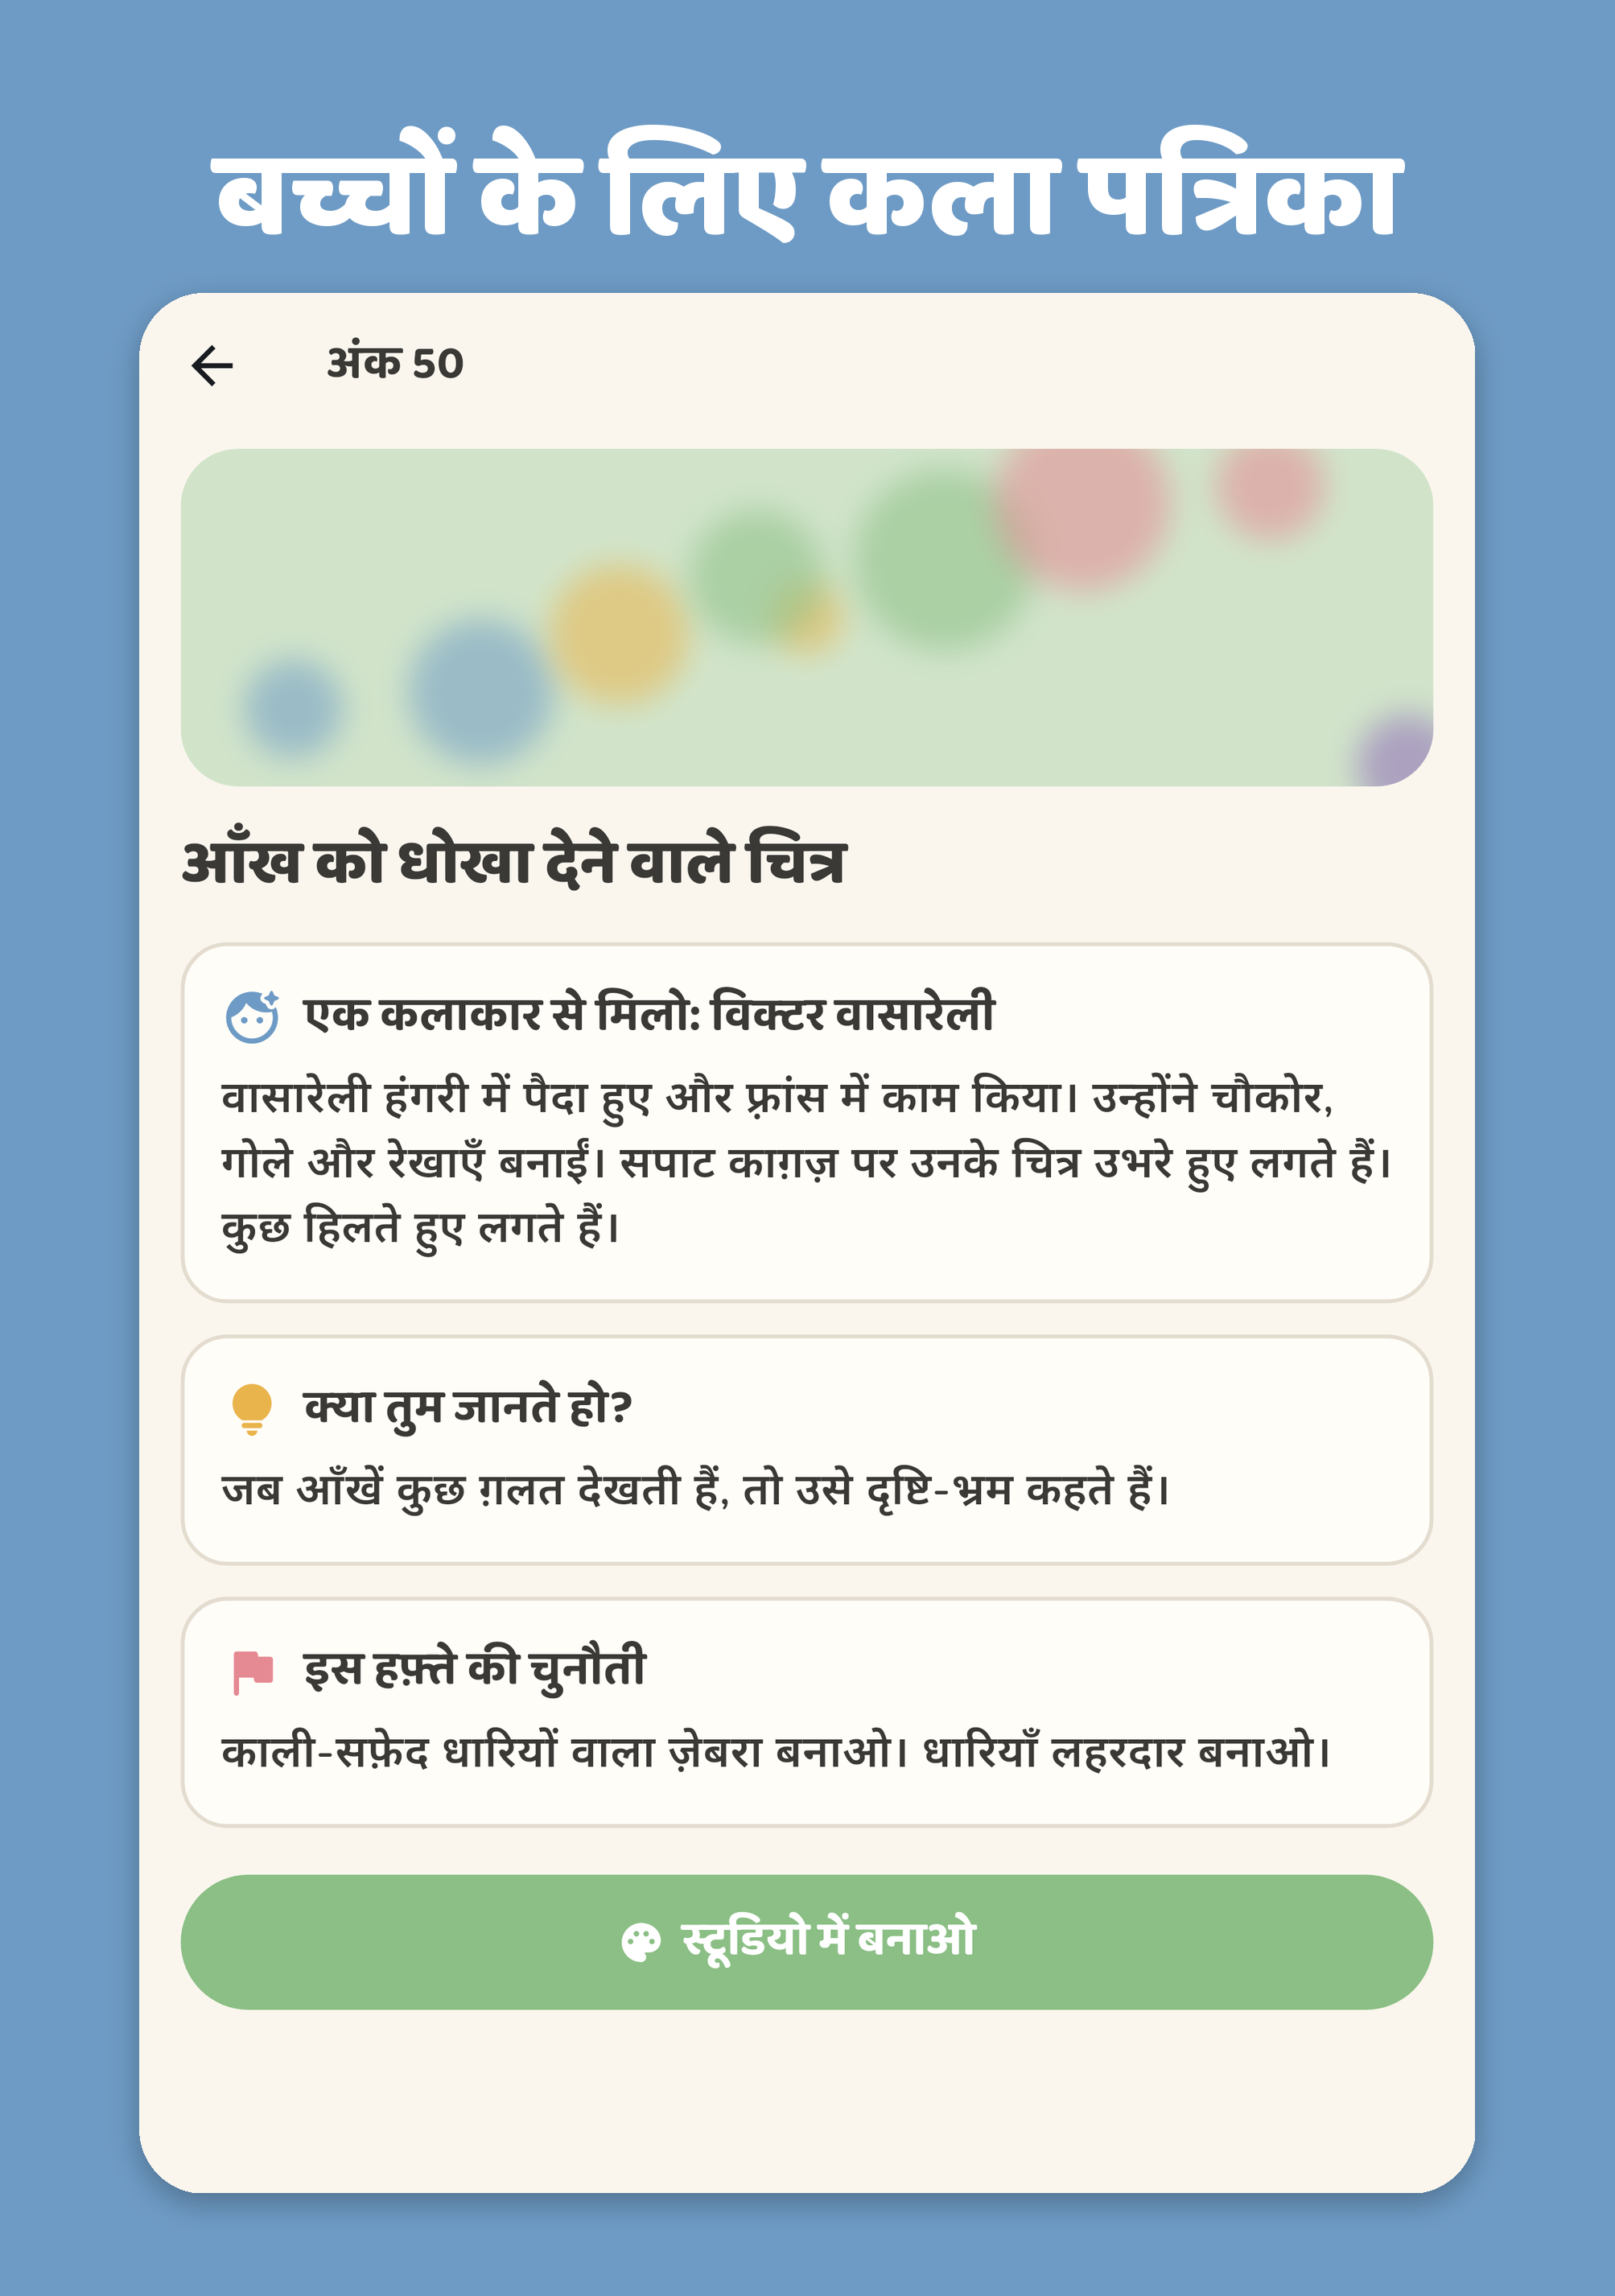 बच्चों के लिए कला पत्रिका
अंक 50
आँख को धोखा देने वाले चित्र
एक कलाकार से मिलो: विक्टर वासारेली
वासारेली हंगरी में पैदा हुए और फ़्रांस में काम किया। उन्होंने चौकोर,
गोले और रेखाएँ बनाईं। सपाट काग़ज़ पर उनके चित्र उभरे हुए लगते हैं।
कुछ हिलते हुए लगते हैं।
क्या तुम जानते हो?
जब आँखें कुछ ग़लत देखती हैं, तो उसे दृष्टि-भ्रम कहते हैं।
इस हफ़्ते की चुनौती
काली-सफ़ेद धारियों वाला ज़ेबरा बनाओ। धारियाँ लहरदार बनाओ।
स्टूडियो में बनाओ